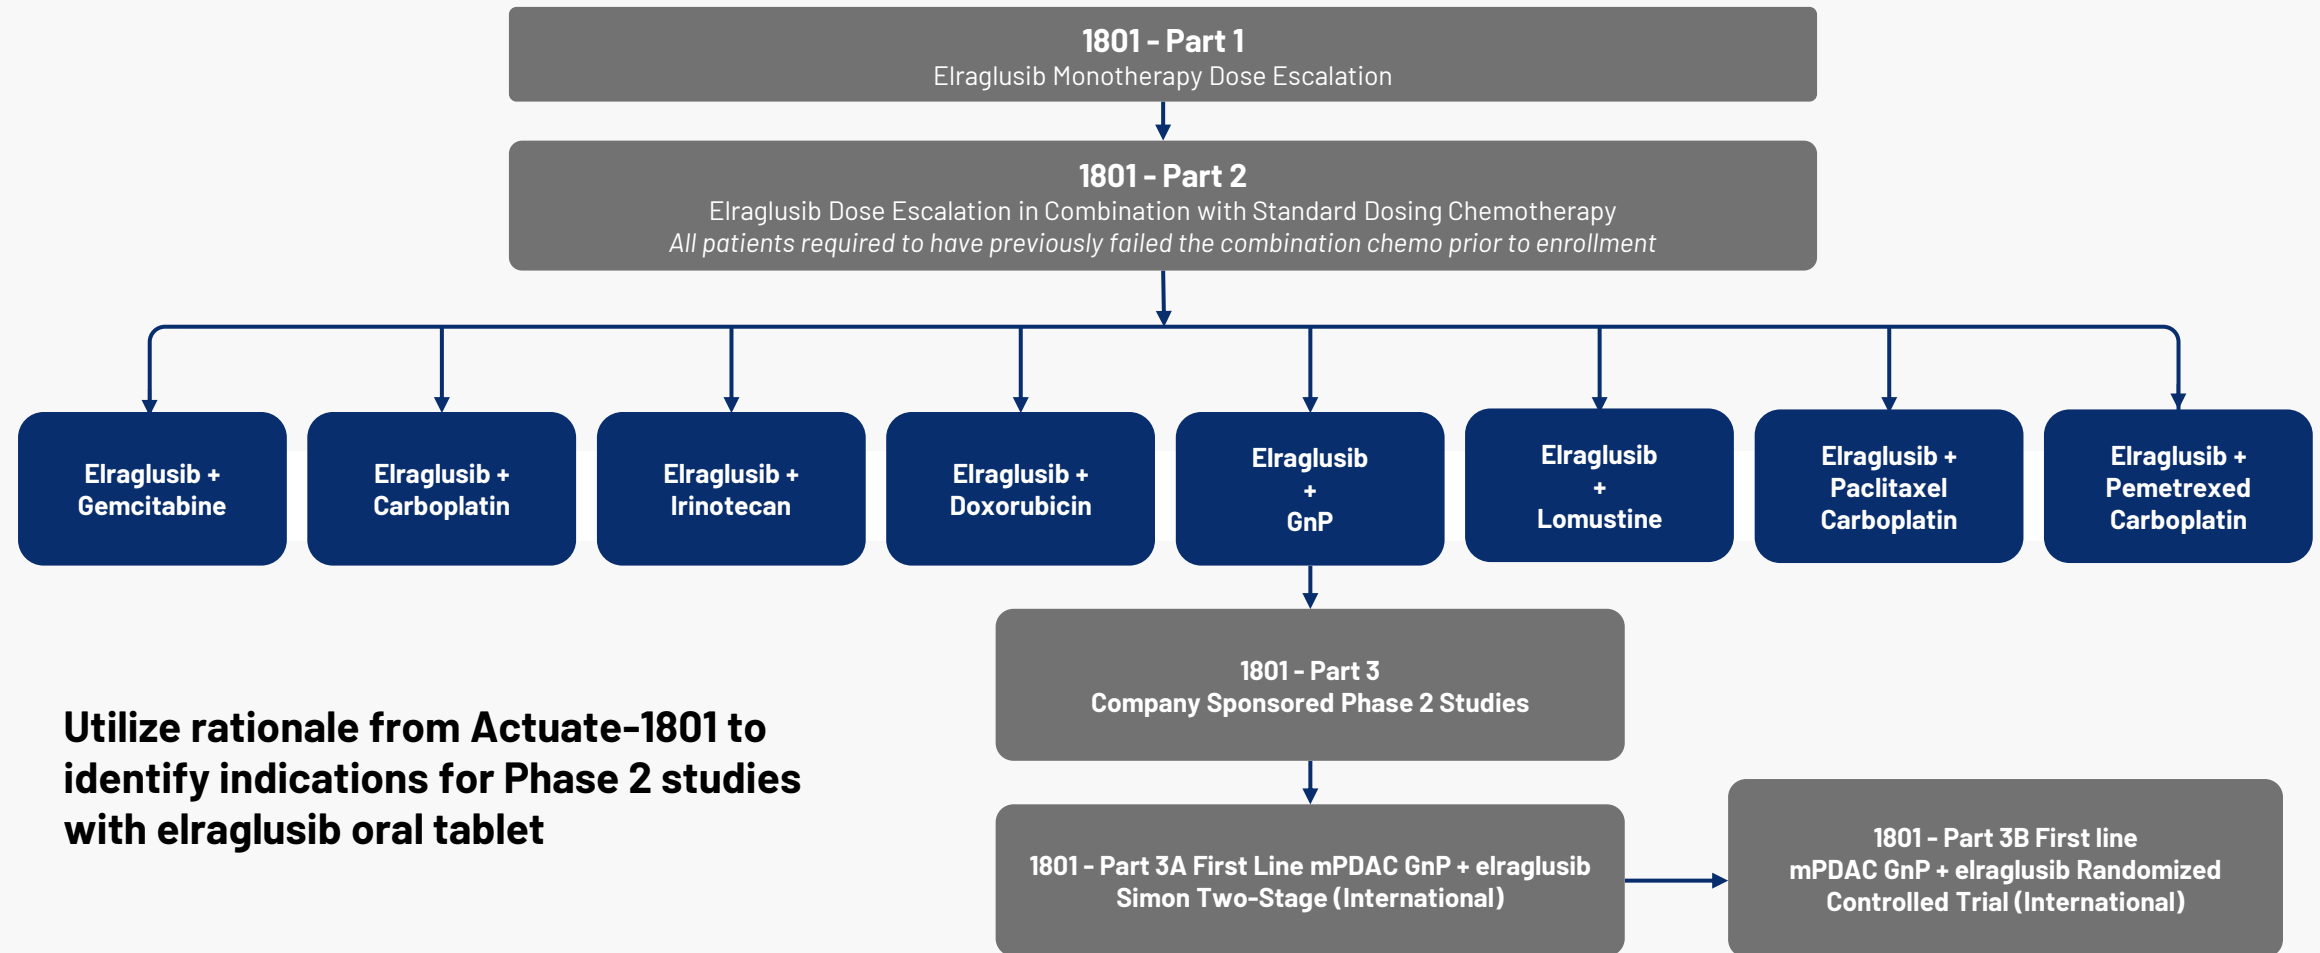 1801 - Part 1
Elraglusib Monotherapy Dose Escalation
1801 - Part 2
Elraglusib Dose Escalation in Combination with Standard Dosing Chemotherapy
All patients required to have previously failed the combination chemo prior to enrollment
Elraglusib +
Gemcitabine
Elraglusib +
Carboplatin
Elraglusib +
Irinotecan
Elraglusib +
Doxorubicin
Elraglusib
+
GnP
Elraglusib
+
Lomustine
Elraglusib +
Paclitaxel
Carboplatin
Elraglusib +
Pemetrexed
Carboplatin
1801 - Part 3
Company Sponsored Phase 2 Studies
Utilize rationale from Actuate-1801 to
identify indications for Phase 2 studies
with elraglusib oral tablet
1801 - Part 3A First Line mPDAC GnP + elraglusib
Simon Two-Stage (International)
1801 - Part 3B First line
mPDAC GnP + elraglusib Randomized
Controlled Trial (International)